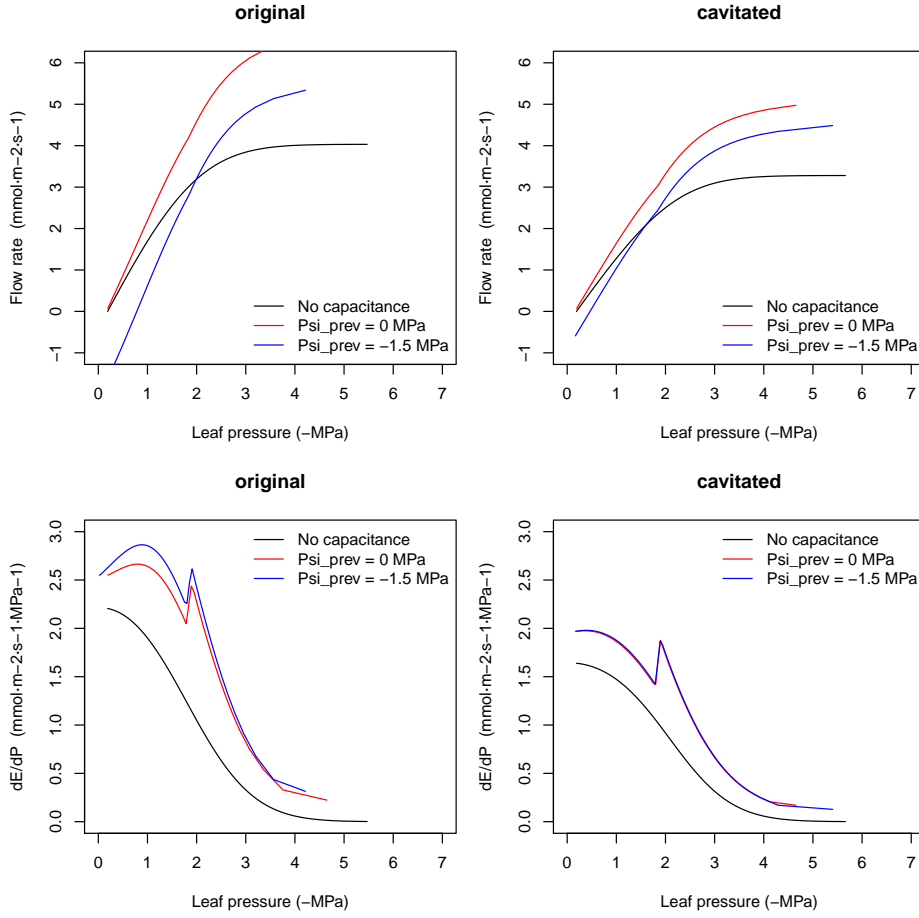 original
Flow rate (mmol·m−2·s−1)
6
5
4
3
2
1
0
−1
No capacitance
Psi_prev = 0 MPa
Psi_prev = −1.5 MPa
0 1 2 3 4 5 6 7
Leaf pressure (−MPa)
cavitated
Flow rate (mmol·m−2·s−1)
6
5
4
3
2
1
0
−1
No capacitance
Psi_prev = 0 MPa
Psi_prev = −1.5 MPa
0 1 2 3 4 5 6 7
Leaf pressure (−MPa)
original
dE/dP (mmol·m−2·s−1·MPa−1)
3.0
2.5
2.0
1.5
1.0
0.5
0.0
No capacitance
Psi_prev = 0 MPa
Psi_prev = −1.5 MPa
0 1 2 3 4 5 6 7
Leaf pressure (−MPa)
cavitated
dE/dP (mmol·m−2·s−1·MPa−1)
3.0
2.5
2.0
1.5
1.0
0.5
0.0
No capacitance
Psi_prev = 0 MPa
Psi_prev = −1.5 MPa
0 1 2 3 4 5 6 7
Leaf pressure (−MPa)